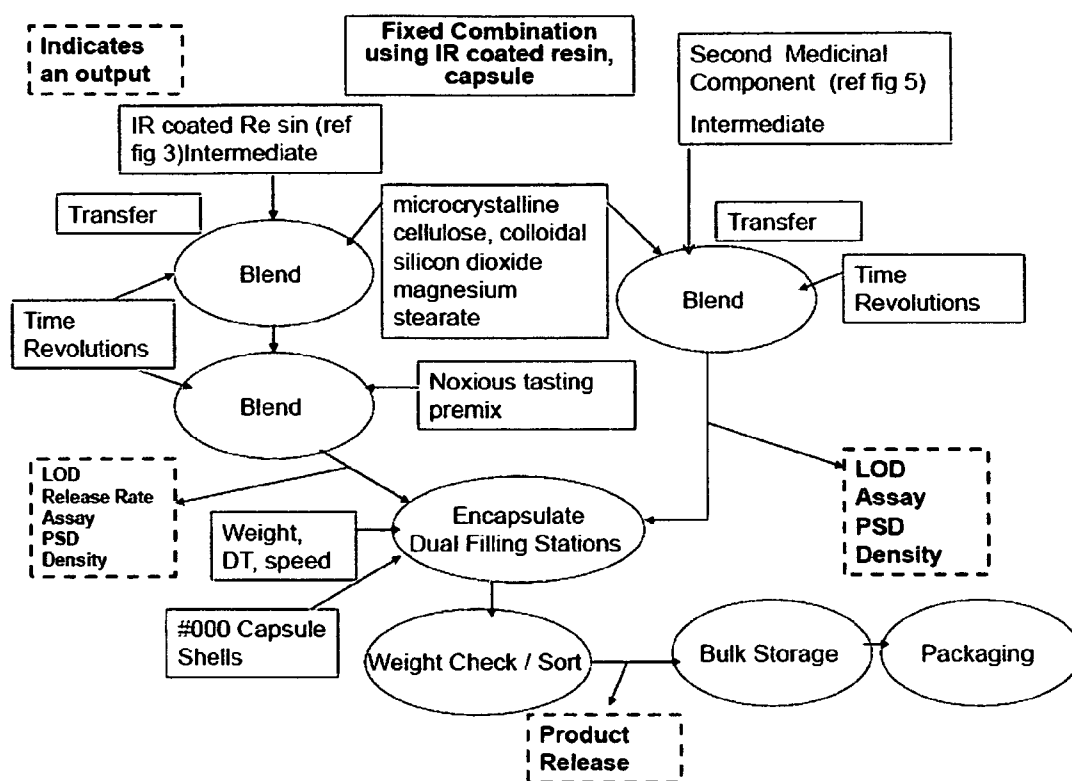 Indicates
an output
Fixed Combination
using IR coated resin,
capsule
Second Medicinal
Component (ref fig 5)
Intermediate
IR coated Re sin (ref
fig 3)Intermediate
Transfer
microcrystalline
cellulose, colloidal
silicon dioxide
magnesium
stearate
Transfer
Blend
Blend
Time
Revolutions
Time
Revolutions
Blend
Noxious tasting
premix
LOD
Release Rate
Assay
PSD
Density
LOD
Assay
PSD
Density
Encapsulate
Dual Filling Stations
Weight,
DT, speed
#000 Capsule
Shells
Weight Check / Sort
Bulk Storage
Packaging
Product
Release